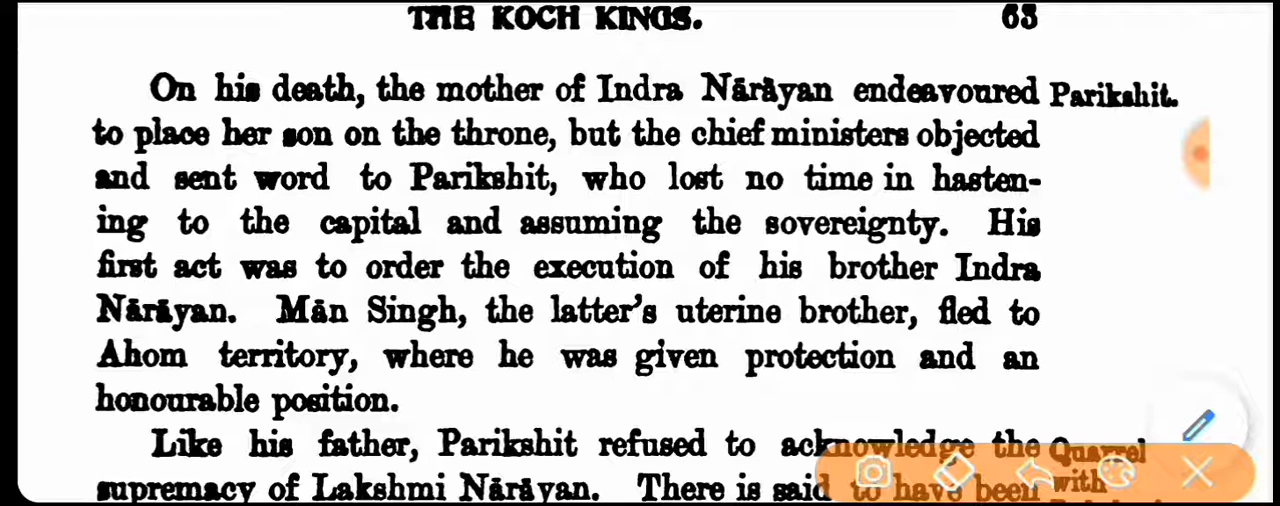 THE KOCH KINGS. 63
On his death, the mother of Indra Nārāyan endeavoured Parikshit.
to place her son on the throne, but the chief ministers objected
and sent word to Parikshit, who lost no time in hasten-
ing to the capital and assuming the sovereignty. His
first act was to order the execution of his brother Indra
Nārāyan. Mān Singh, the latter's uterine brother, fled to
Ahom territory, where he was given protection and an
honourable position.
Like his father, Parikshit refused to acknowledge the Quarrel
supremacy of Lakshmi Nārāyan. There is said to have been with